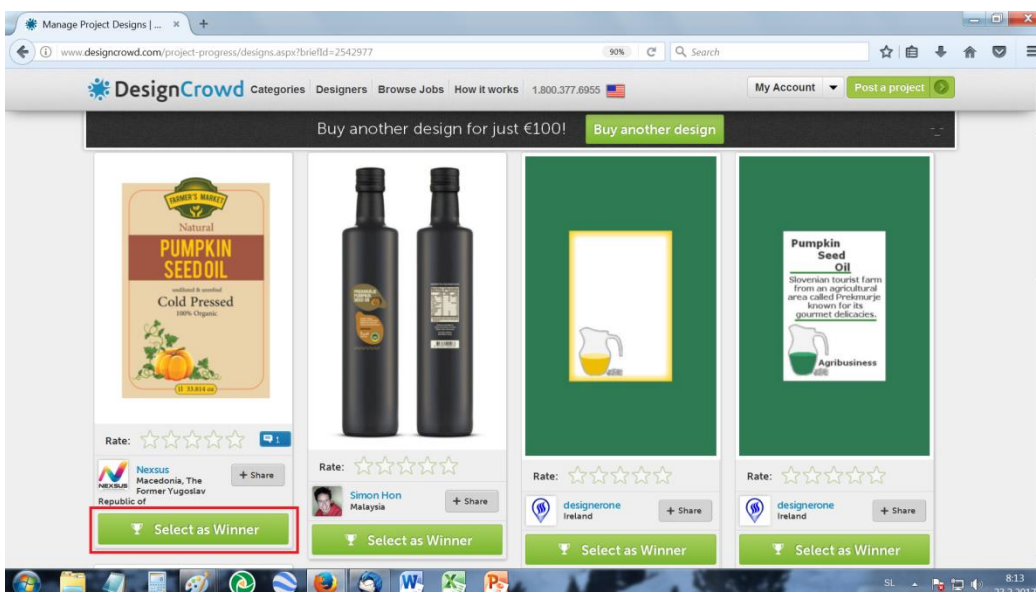 Manage Project Designs | ... × +
www.designcrowd.com/project-progress/designs.aspx?briefId=2542977 90% Search
DesignCrowd Categories Designers Browse Jobs How it works 1.800.377.6955 My Account Post a project
Buy another design for just €100! Buy another design
FARMER'S MARKET
Natural
PUMPKIN
SEED OIL
Cold Pressed
100% Organic
Pumpkin
Seed
Oil
Slovenian tourist farm
from an agricultural
area called Prekmurje
known for its
gourmet delicacies.
Agribusiness
Rate: 1
Nexsus
Macedonia, The
Former Yugoslav
Republic of
+ Share
Select as Winner
Rate:
Simon Hon
Malaysia
+ Share
Select as Winner
Rate:
designerone
Ireland
+ Share
Select as Winner
Rate:
designerone
Ireland
+ Share
Select as Winner
SL 8:13